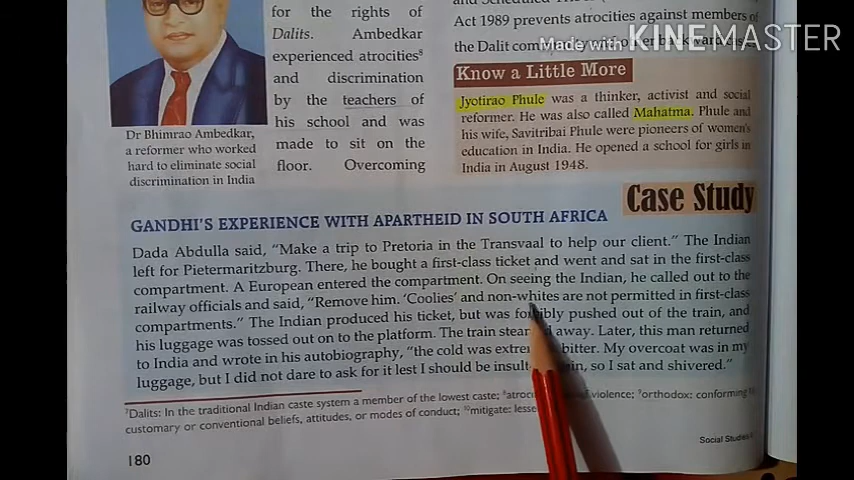 for the rights of
Dalits. Ambedkar
experienced atrocities⁸
and discrimination
by the teachers of
his school and was
made to sit on the
floor. Overcoming
Dr Bhimrao Ambedkar,
a reformer who worked
hard to eliminate social
discrimination in India
Act 1989 prevents atrocities against members of
the Dalit
Made with KINEMASTER
Know a Little More
Jyotirao Phule was a thinker, activist and social
reformer. He was also called Mahatma. Phule and
his wife, Savitribai Phule were pioneers of women's
education in India. He opened a school for girls in
India in August 1948.
Case Study
GANDHI'S EXPERIENCE WITH APARTHEID IN SOUTH AFRICA
Dada Abdulla said, "Make a trip to Pretoria in the Transvaal to help our client." The Indian
left for Pietermaritzburg. There, he bought a first-class ticket and went and sat in the first-class
compartment. A European entered the compartment. On seeing the Indian, he called out to the
railway officials and said, "Remove him. 'Coolies' and non-whites are not permitted in first-class
compartments." The Indian produced his ticket, but was forcibly pushed out of the train, and
his luggage was tossed out on to the platform. The train steamed away. Later, this man returned
to India and wrote in his autobiography, "the cold was extremely bitter. My overcoat was in my
luggage, but I did not dare to ask for it lest I should be insulted again, so I sat and shivered."
⁷Dalits: In the traditional Indian caste system a member of the lowest caste; violence; ⁹orthodox: conforming
customary or conventional beliefs, attitudes, or modes of conduct; ¹⁰mitigate:
180
Social Studies